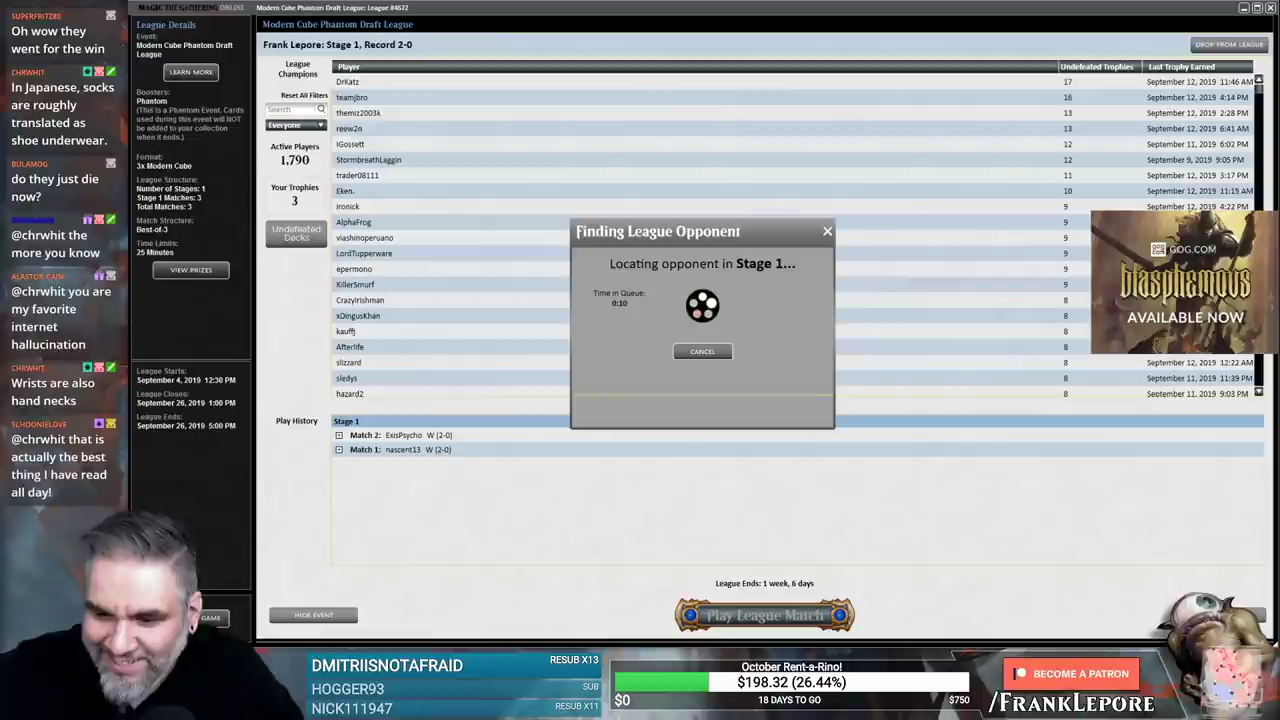 SUPERFRITZ88
Oh wow they
went for the win
CHRWHIT
In Japanese, socks
are roughly
translated as
shoe underwear.
BULAMOG
do they just die
now?
@chrwhit the
more you know
ALASTOR_CAIN
@chrwhit you are
my favorite
internet
hallucination
CHRWHIT
Wrists are also
hand necks
SCHOONIELOVE
@chrwhit that is
actually the best
thing I have read
all day!
MAGIC: THE GATHERING ONLINE
Modern Cube Phantom Draft League: League #4672
League Details
Event:
Modern Cube Phantom Draft
League
LEARN MORE
Boosters:
Phantom
(This is a Phantom Event. Cards
used during this event will NOT
be added to your collection
when it ends.)
Format:
3x Modern Cube
League Structure:
Number of Stages: 1
Stage 1 Matches: 3
Total Matches: 3
Match Structure:
Best-of-3
Time Limits:
25 Minutes
VIEW PRIZES
League Starts:
September 4, 2019 12:30 PM
League Closes:
September 26, 2019 1:00 PM
League Ends:
September 26, 2019 5:00 PM
GAME
Modern Cube Phantom Draft League
Frank Lepore: Stage 1, Record 2-0
DROP FROM LEAGUE
League
Champions
Reset All Filters
Search
Everyone
Active Players
1,790
Your Trophies
3
Undefeated
Decks
Player Undefeated Trophies Last Trophy Earned
DrKatz 17 September 12, 2019 11:46 AM
teamjbro 16 September 12, 2019 4:14 PM
themiz2003k 13 September 12, 2019 2:28 PM
reew2n 13 September 12, 2019 6:41 AM
IGossett 12 September 11, 2019 6:02 PM
StormbreathLaggin 12 September 9, 2019 9:05 PM
trader08111 11 September 12, 2019 3:17 PM
Eken. 10 September 12, 2019 11:15 AM
Ironick 9 September 12, 2019 4:22 PM
AlphaFrog 9
viashinoperuano 9
LordTupperware 9
epermono 9
KillerSmurf 9
CrazyIrishman 8
xDingusKhan 8
kauffj 8
Afterlife 8
slizzard 8 September 12, 2019 12:22 AM
siedys 8 September 11, 2019 11:39 PM
hazard2 8 September 11, 2019 9:03 PM
Finding League Opponent
Locating opponent in Stage 1...
Time in Queue:
0:10
CANCEL
GOG.COM
blasphemous
AVAILABLE NOW
Play History
Stage 1
Match 2: ExisPsycho W (2-0)
Match 1: nascent13 W (2-0)
League Ends: 1 week, 6 days
HIDE EVENT
Play League Match
DMITRIISNOTAFRAID RESUB X13
HOGGER93 SUB
NICK111947 RESUB X11
October Rent-a-Rino!
$198.32 (26.44%)
$0 18 DAYS TO GO $750
BECOME A PATRON
/FRANKLEPORE